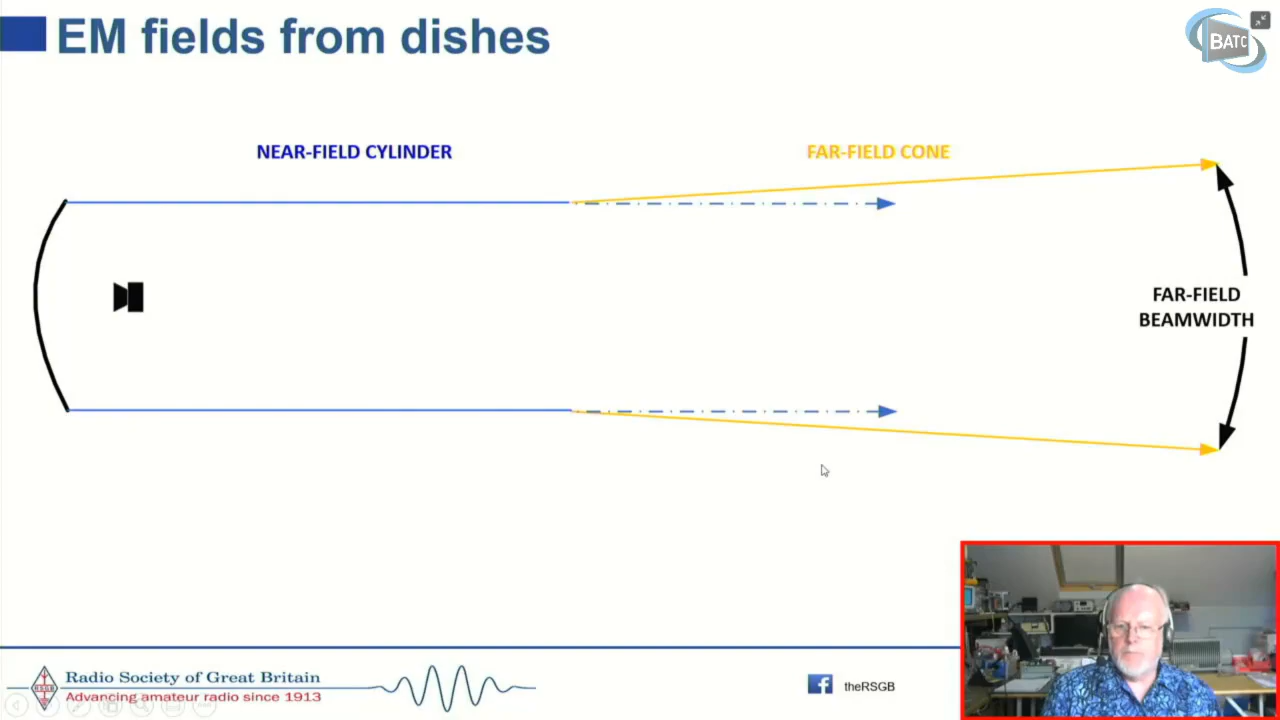 EM fields from dishes
BATC
NEAR-FIELD CYLINDER
FAR-FIELD CONE
FAR-FIELD
BEAMWIDTH
Radio Society of Great Britain
Advancing amateur radio since 1913
RSGB
theRSGB